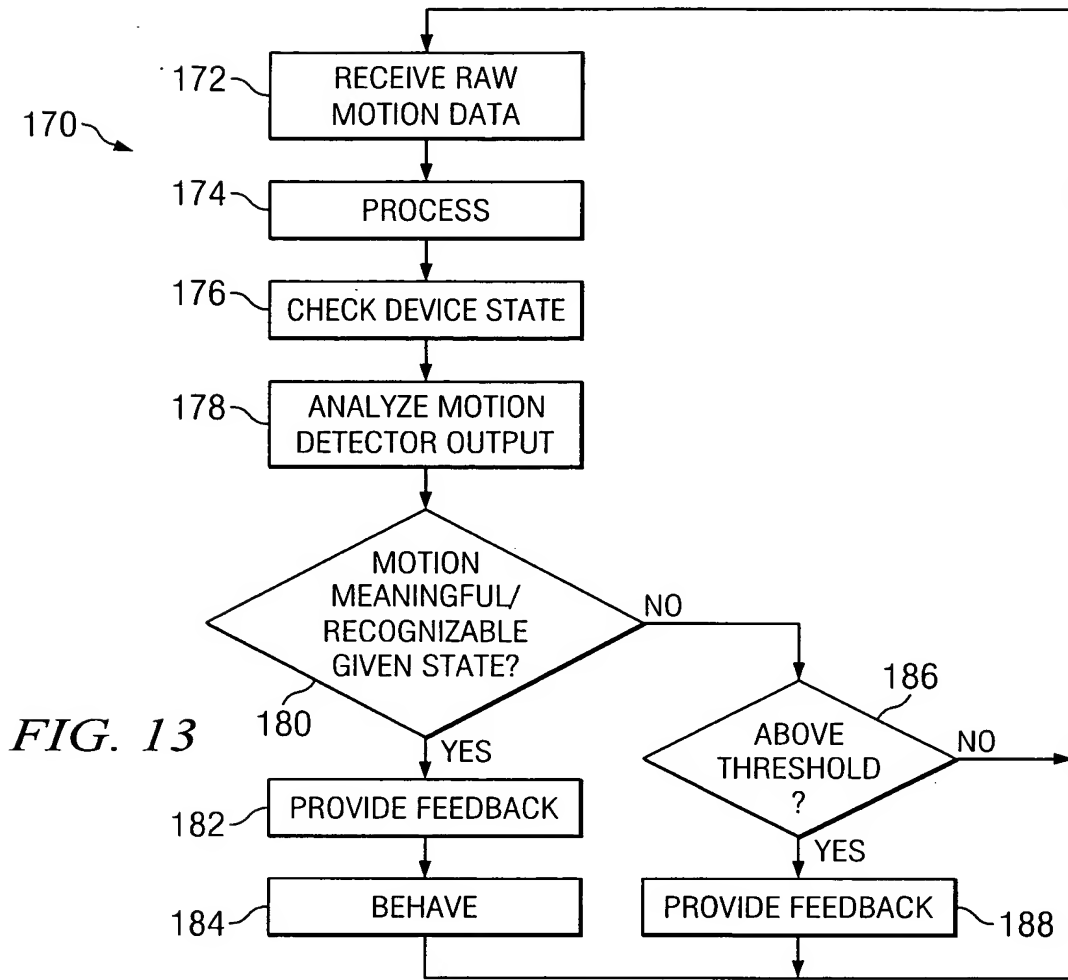 172
RECEIVE RAW
MOTION DATA
170
174
PROCESS
176
CHECK DEVICE STATE
178
ANALYZE MOTION
DETECTOR OUTPUT
MOTION
MEANINGFUL/
RECOGNIZABLE
GIVEN STATE?
NO
180
186
ABOVE
THRESHOLD
?
NO
FIG. 13
YES
182
PROVIDE FEEDBACK
YES
184
BEHAVE
PROVIDE FEEDBACK
188